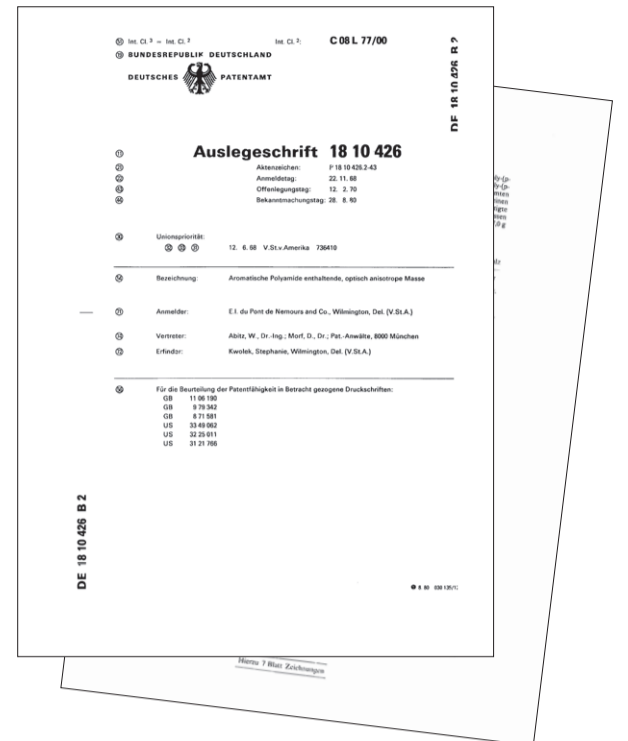 Int. Cl. 3 = Int. Cl. 2 Int. Cl. 2: C 08 L 77/00
BUNDESREPUBLIK DEUTSCHLAND
DEUTSCHES PATENTAMT
DE 18 10 426 B 2
⑪ Auslegeschrift 18 10 426
㉑ Aktenzeichen: P 18 10 426.2-43
㉒ Anmeldetag: 22. 11. 68
㊸ Offenlegungstag: 12. 2. 70
㊹ Bekanntmachungstag: 28. 8. 80
㉚ Unionspriorität:
㉜ ㉝ ㉛ 12. 6. 68 V.St.v.Amerika 736410
Bezeichnung: Aromatische Polyamide enthaltende, optisch anisotrope Masse
Anmelder: E.I. du Pont de Nemours and Co., Wilmington, Del. (V.St.A.)
Vertreter: Abitz, W., Dr.-Ing.; Morf, D., Dr.; Pat.-Anwälte, 8000 München
Erfinder: Kwolek, Stephanie, Wilmington, Del. (V.St.A.)
Für die Beurteilung der Patentfähigkeit in Betracht gezogene Druckschriften:
GB 11 06 190
GB 9 79 342
GB 8 71 581
US 33 49 062
US 32 25 011
US 31 21 766
DE 18 10 426 B 2
Hierzu 7 Blatt Zeichnungen